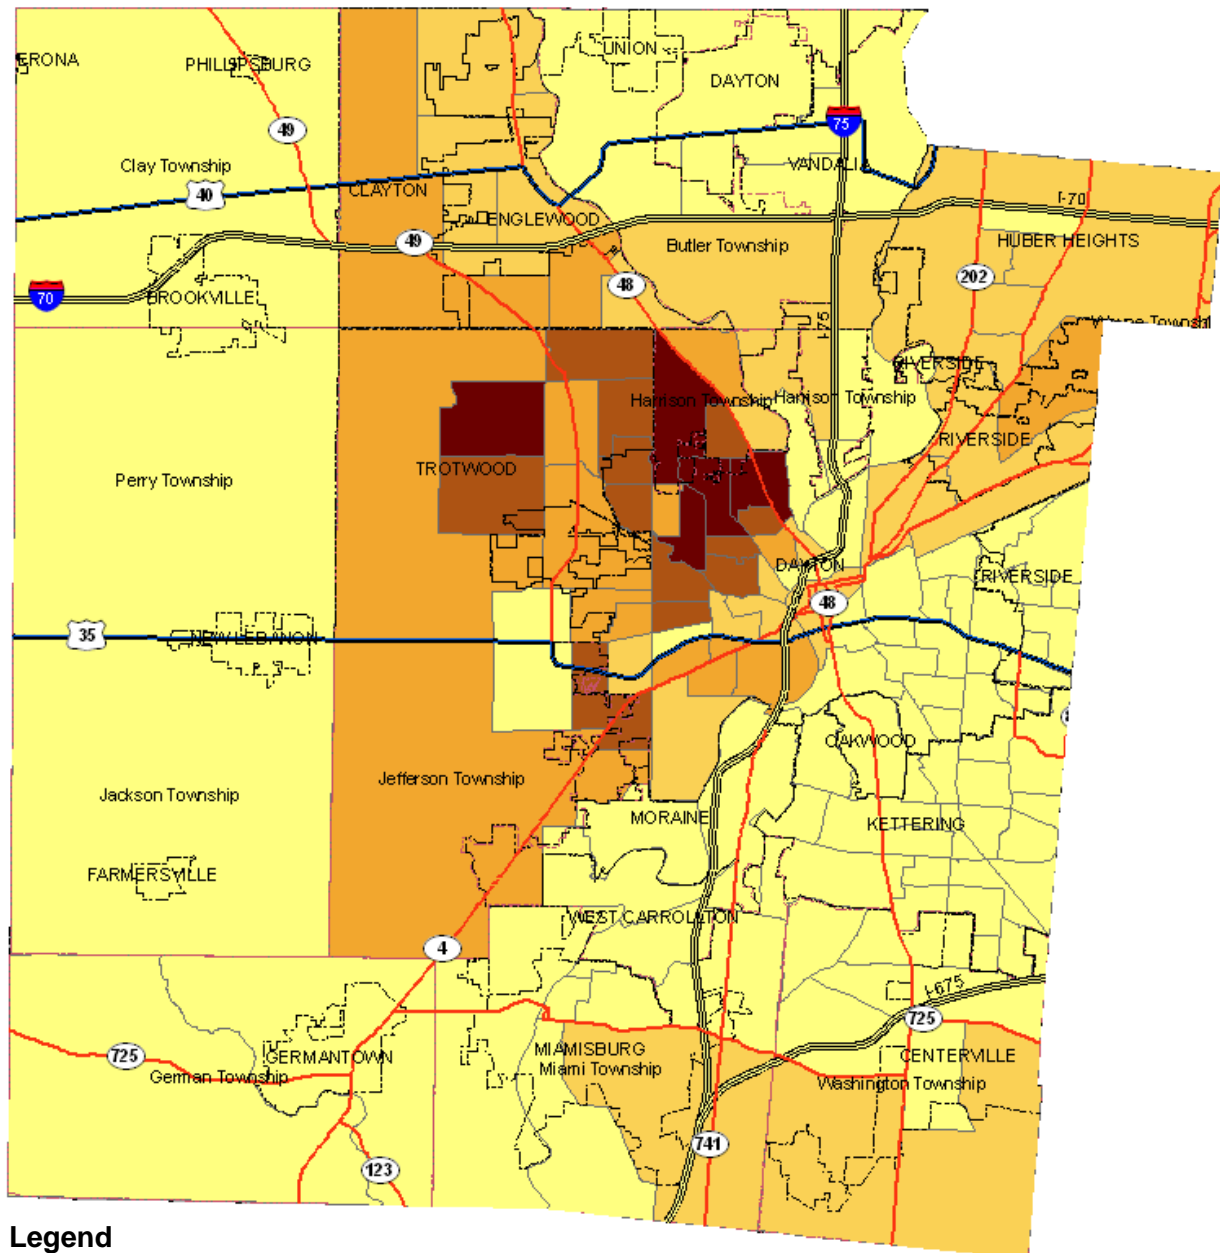 UNION
ERONA
PHILLIPSBURG
DAYTON
75
49
Clay Township
VANDALIA
40
CLAYTON
I-70
ENGLEWOOD
49
Butler Township
HUBER HEIGHTS
202
48
70
BROOKVILLE
I-75
Wayne Townshi
RIVERSIDE
Harrison Township
Harrison Township
RIVERSIDE
TROTWOOD
Perry Township
DAYTON
RIVERSIDE
48
35
NEW LEBANON
OAKWOOD
Jefferson Township
Jackson Township
MORAINE
KETTERING
FARMERSVILLE
WEST CARROLLTON
4
I-675
725
725
MIAMISBURG
CENTERVILLE
GERMANTOWN
Miami Township
German Township
Washington Township
741
123
Legend